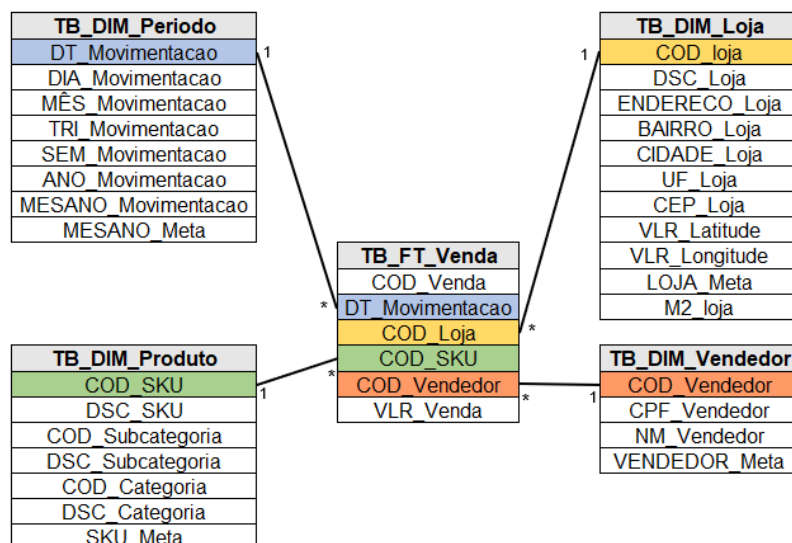 TB_DIM_Periodo
DT_Movimentacao
DIA_Movimentacao
MÊS_Movimentacao
TRI_Movimentacao
SEM_Movimentacao
ANO_Movimentacao
MESANO_Movimentacao
MESANO_Meta
1
TB_DIM_Loja
COD_loja
DSC_Loja
ENDERECO_Loja
BAIRRO_Loja
CIDADE_Loja
UF_Loja
CEP_Loja
VLR_Latitude
VLR_Longitude
LOJA_Meta
M2_loja
1
TB_FT_Venda
COD_Venda
DT_Movimentacao
COD_Loja
COD_SKU
COD_Vendedor
VLR_Venda
*
*
*
*
TB_DIM_Produto
COD_SKU
DSC_SKU
COD_Subcategoria
DSC_Subcategoria
COD_Categoria
DSC_Categoria
SKU_Meta
1
TB_DIM_Vendedor
COD_Vendedor
CPF_Vendedor
NM_Vendedor
VENDEDOR_Meta
1